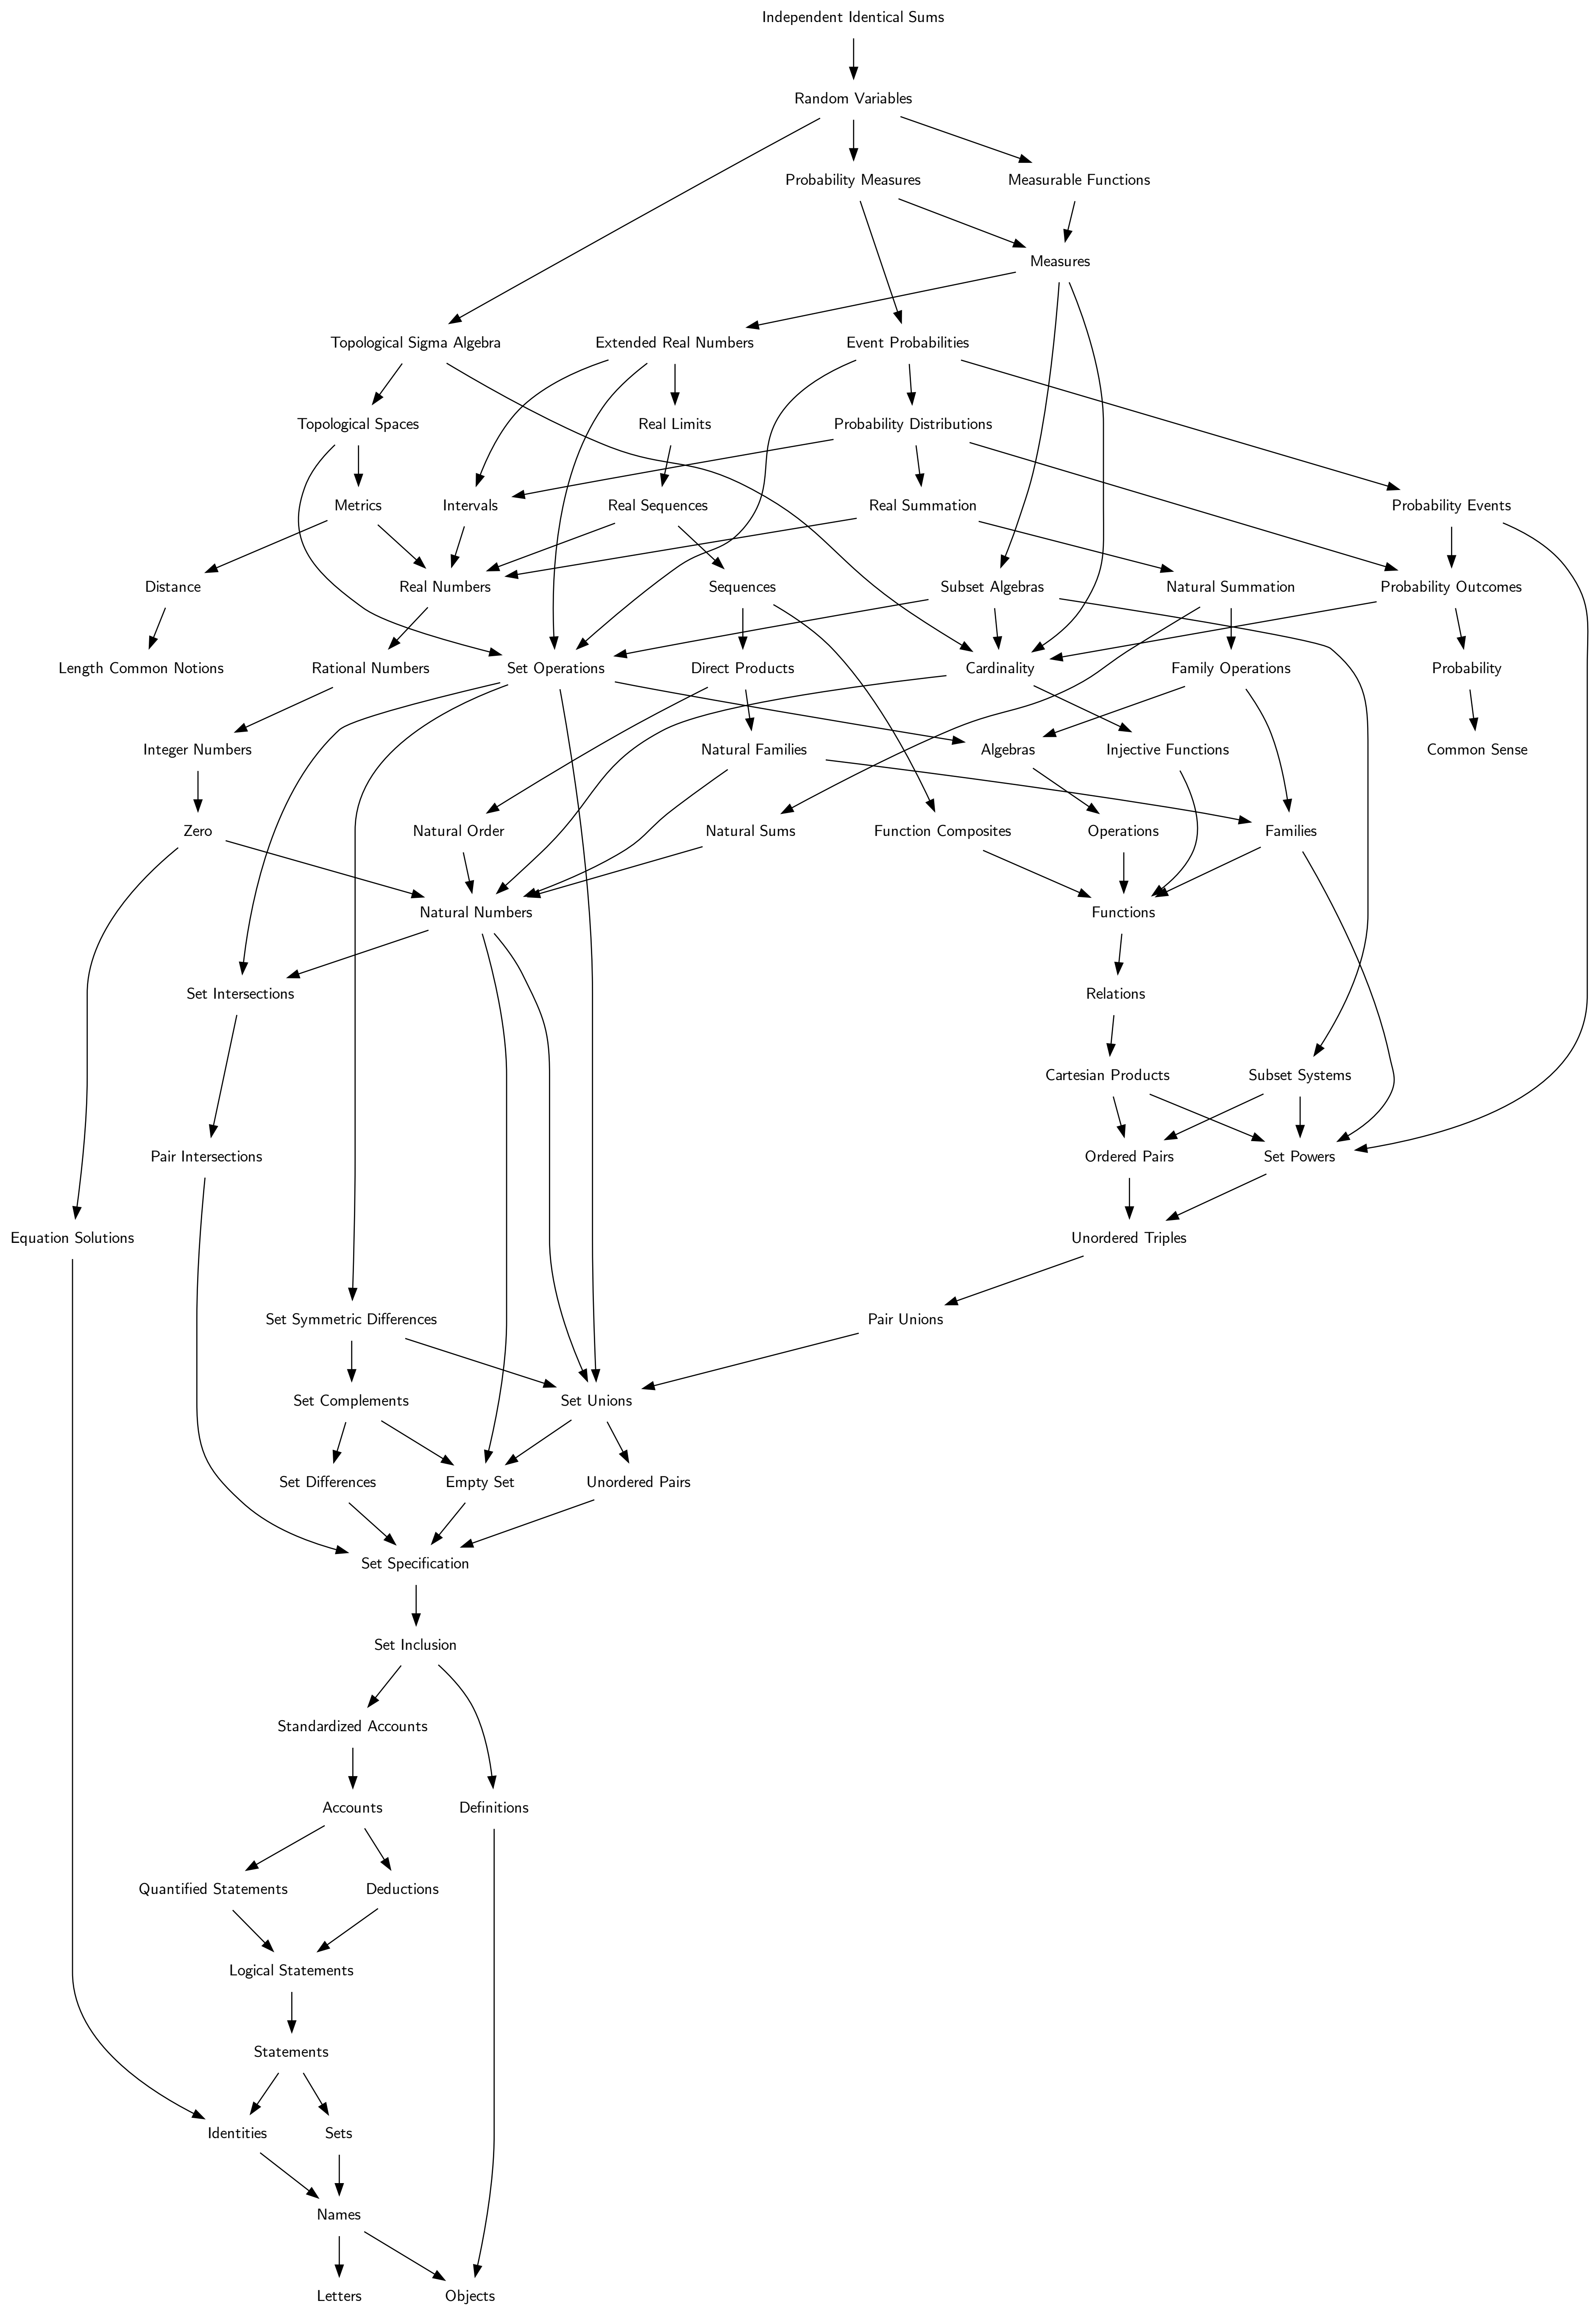 Independent Identical Sums
Random Variables
Probability Measures
Measurable Functions
Measures
Topological Sigma Algebra
Extended Real Numbers
Event Probabilities
Topological Spaces
Real Limits
Probability Distributions
Metrics
Intervals
Real Sequences
Real Summation
Probability Events
Distance
Real Numbers
Sequences
Subset Algebras
Natural Summation
Probability Outcomes
Length Common Notions
Rational Numbers
Set Operations
Direct Products
Cardinality
Family Operations
Probability
Integer Numbers
Natural Families
Algebras
Injective Functions
Common Sense
Zero
Natural Order
Natural Sums
Function Composites
Operations
Families
Natural Numbers
Functions
Set Intersections
Relations
Cartesian Products
Subset Systems
Pair Intersections
Ordered Pairs
Set Powers
Equation Solutions
Unordered Triples
Set Symmetric Differences
Pair Unions
Set Complements
Set Unions
Set Differences
Empty Set
Unordered Pairs
Set Specification
Set Inclusion
Standardized Accounts
Accounts
Definitions
Quantified Statements
Deductions
Logical Statements
Statements
Identities
Sets
Names
Letters
Objects